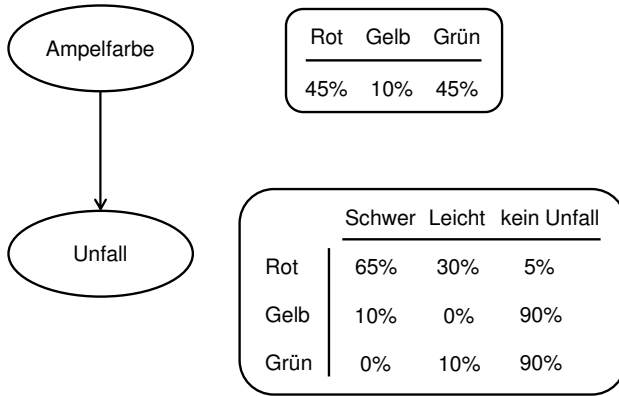 Ampelfarbe
Rot Gelb Grün
45% 10% 45%
Unfall
Schwer Leicht kein Unfall
Rot 65% 30% 5%
Gelb 10% 0% 90%
Grün 0% 10% 90%